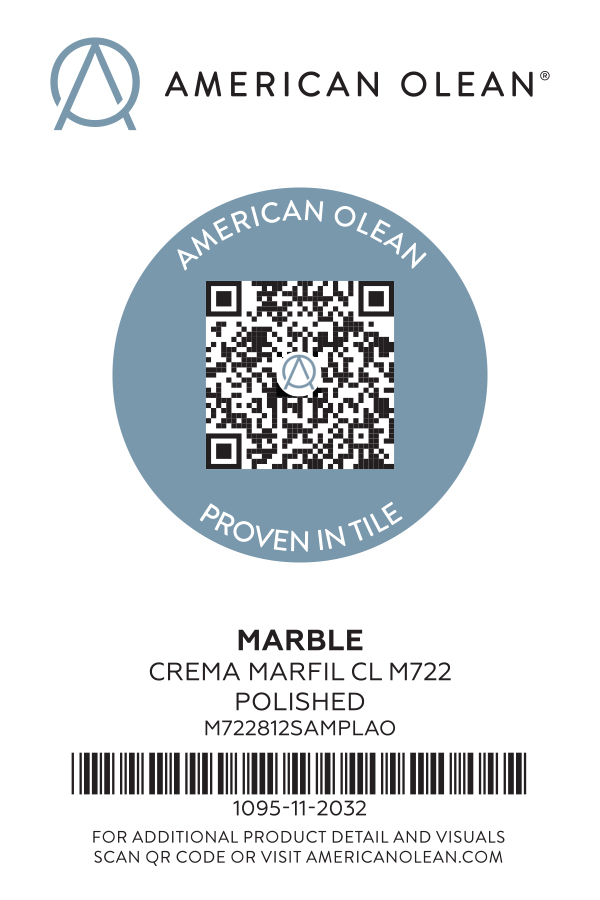 AMERICAN OLEAN®
AMERICAN OLEAN
PROVEN IN TILE
MARBLE
CREMA MARFIL CL M722
POLISHED
M722812SAMPLAO
1095-11-2032
FOR ADDITIONAL PRODUCT DETAIL AND VISUALS
SCAN QR CODE OR VISIT AMERICANOLEAN.COM